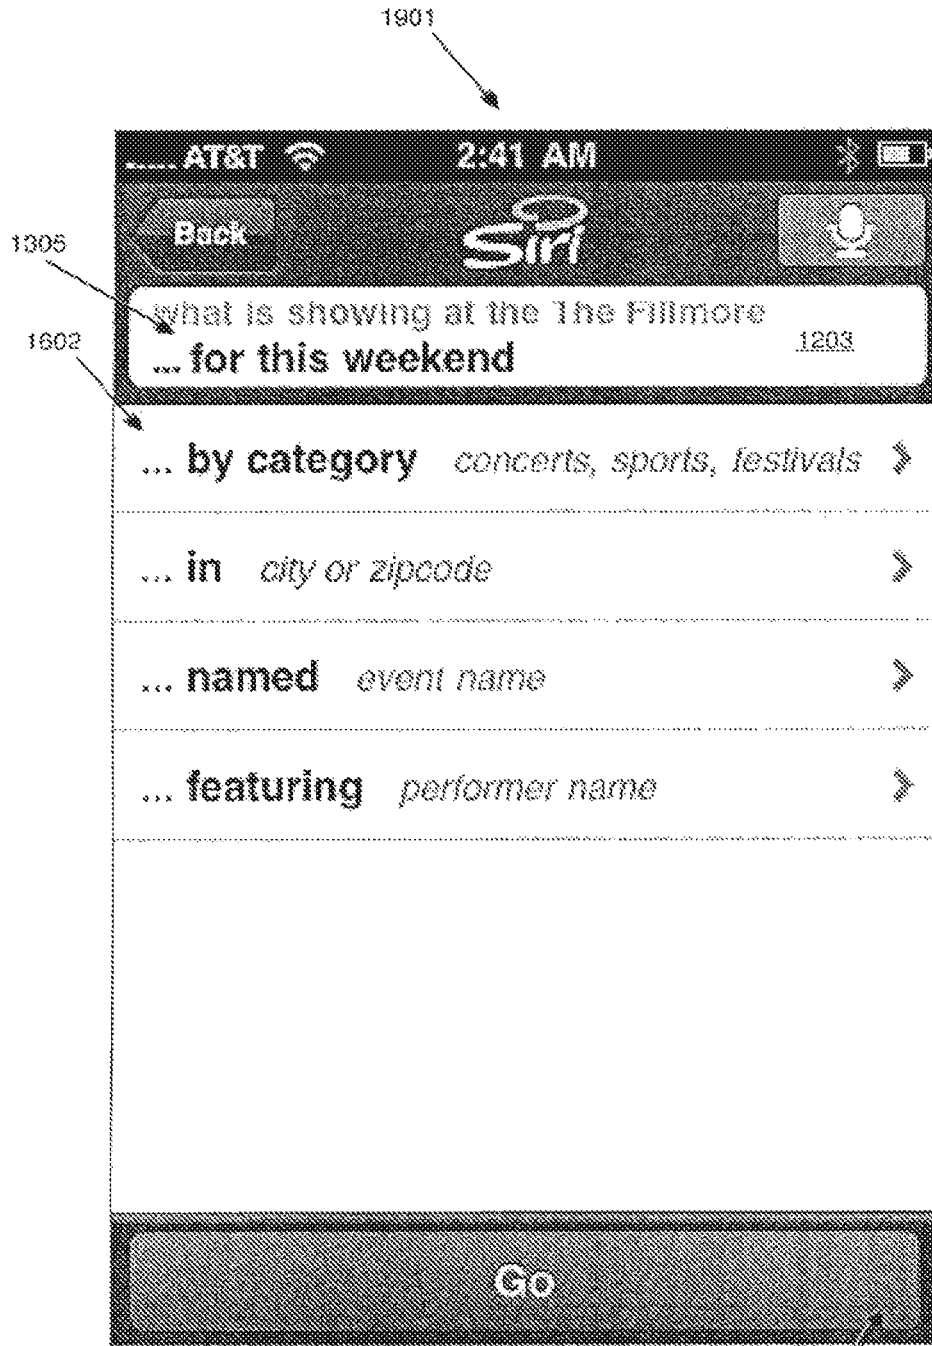 1901
..... AT&T 2:41 AM
Back Siri
1305
what is showing at the The Fillmore
1602
... for this weekend 1203
... by category concerts, sports, festivals
... in city or zipcode
... named event name
... featuring performer name
Go